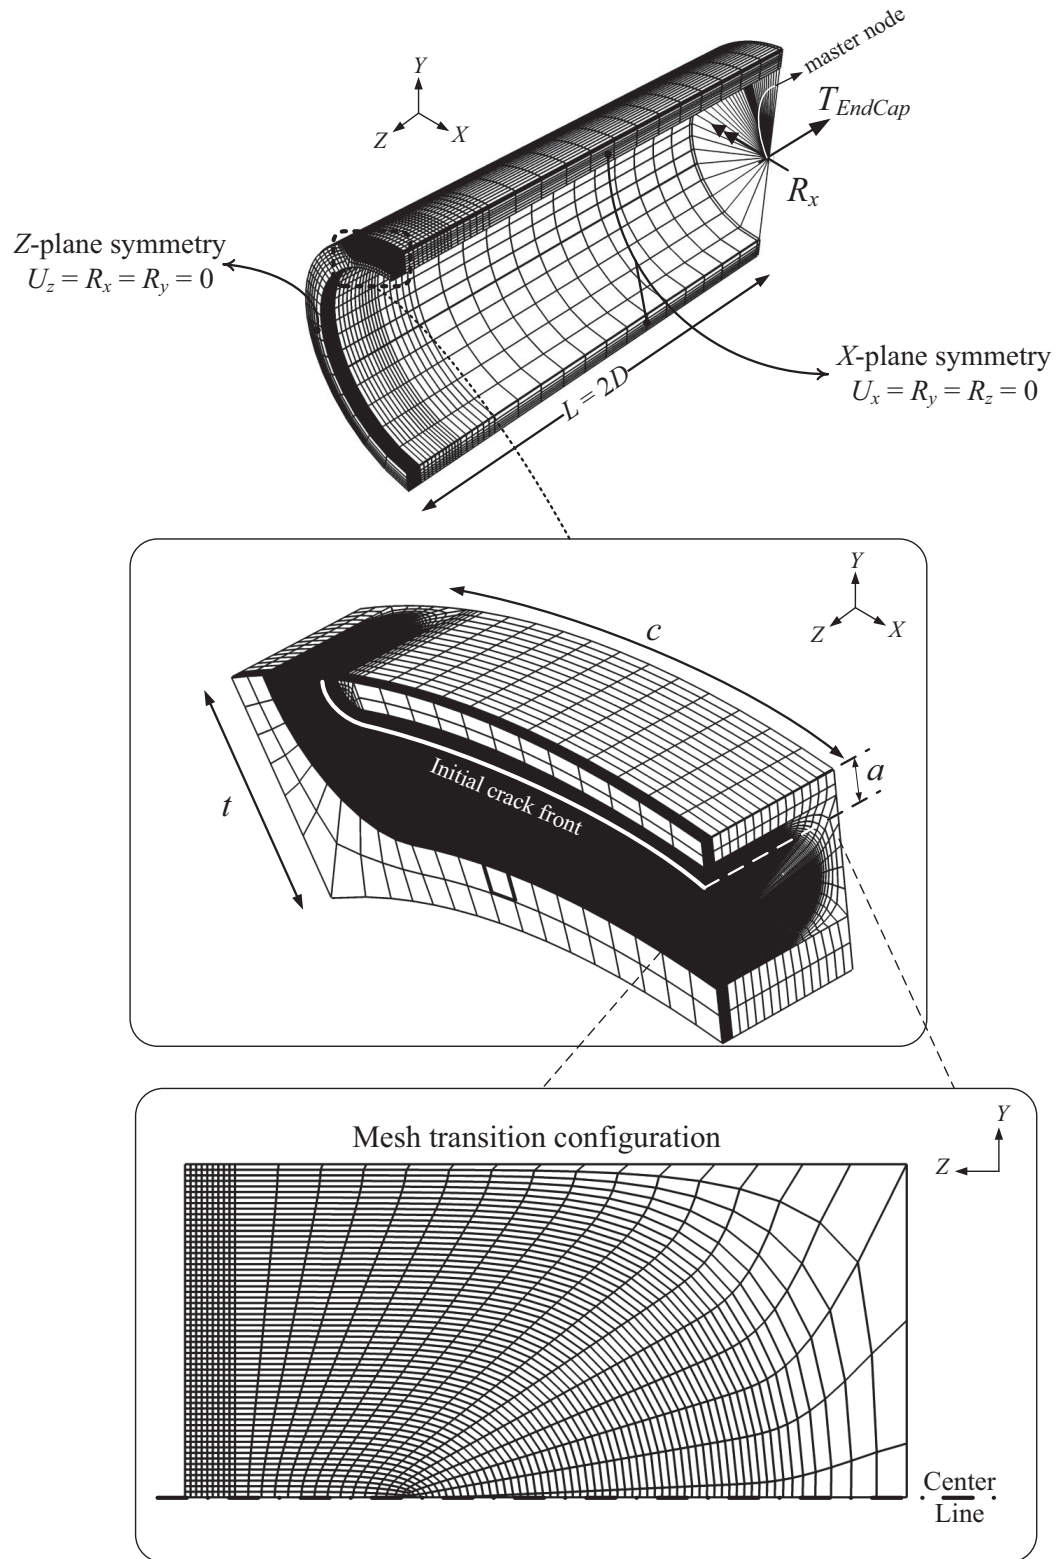 master node
Y
Z
X
T_EndCap
R_x
Z-plane symmetry
U_z = R_x = R_y = 0
X-plane symmetry
U_x = R_y = R_z = 0
L = 2D
Y
Z
X
c
a
t
Initial crack front
Mesh transition configuration
Y
Z
Center
Line